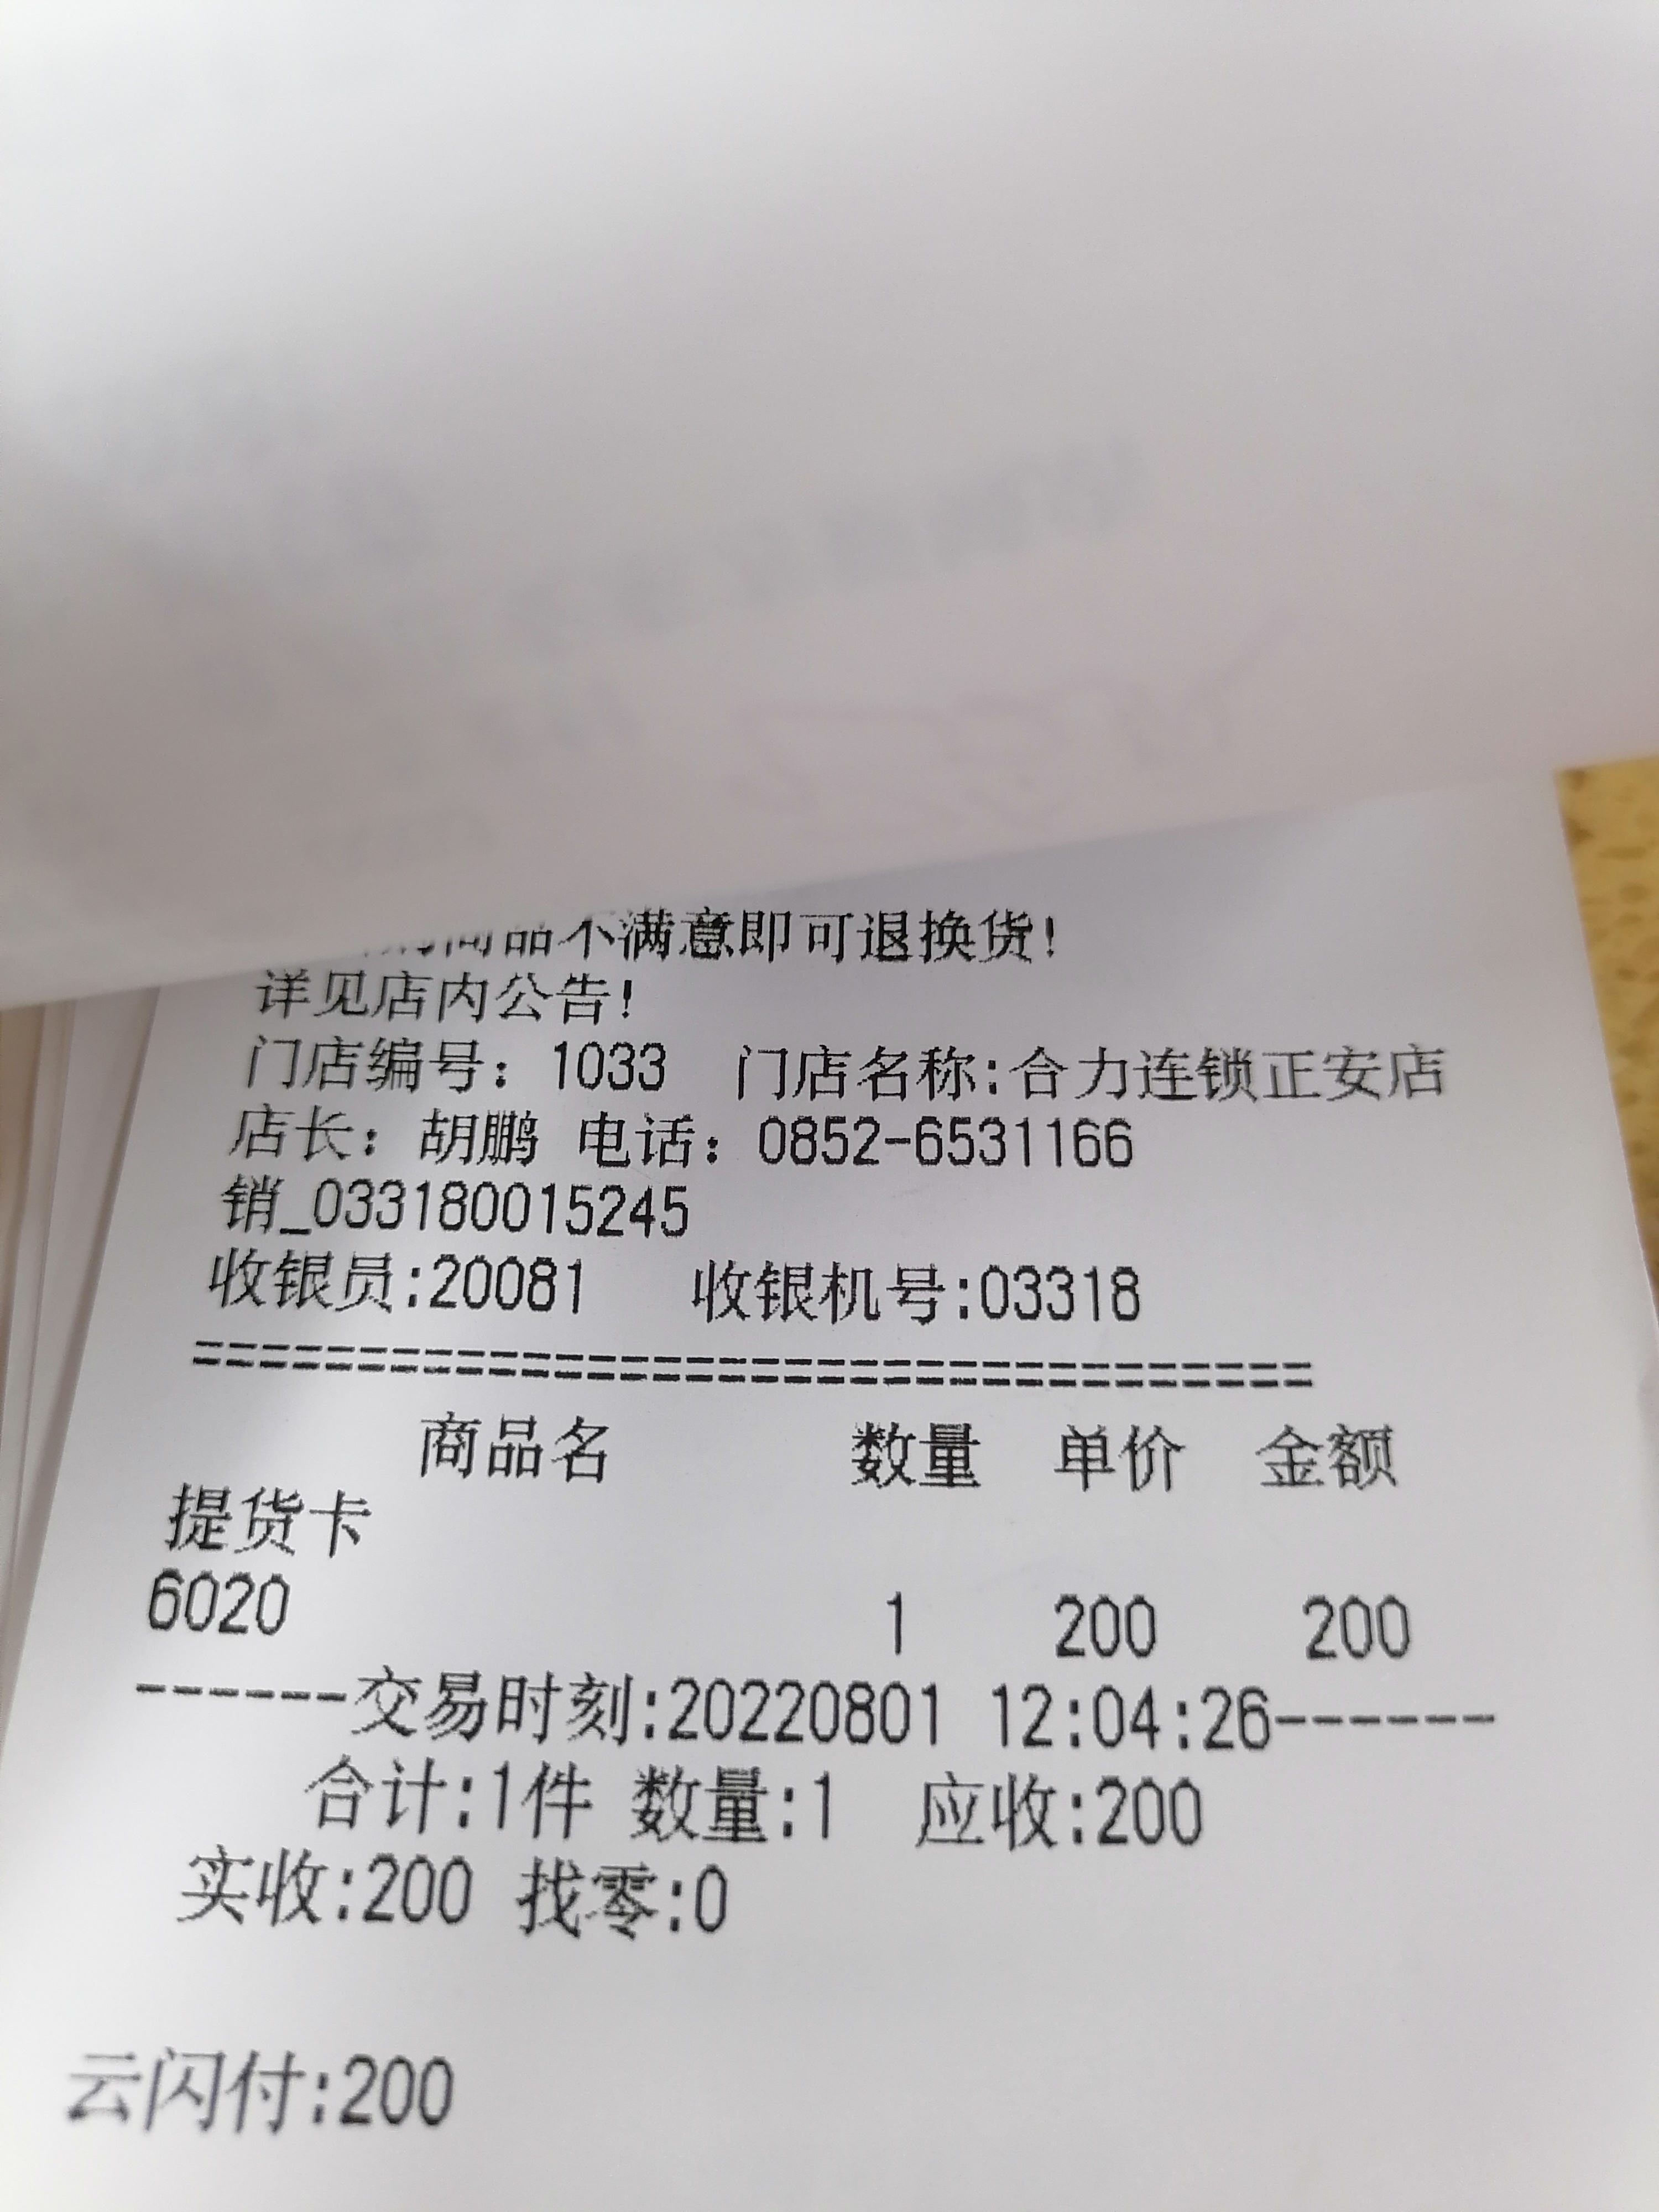 商品不满意即可退换货!
详见店内公告!
门店编号：1033 门店名称:合力连锁正安店
店长：胡鹏 电话：0852-6531166
销_033180015245
收银员:20081 收银机号:03318
==================================
商品名 数量 单价 金额
提货卡
6020 1 200 200
------交易时刻:20220801 12:04:26------
合计:1件 数量:1 应收:200
实收:200 找零:0
云闪付:200